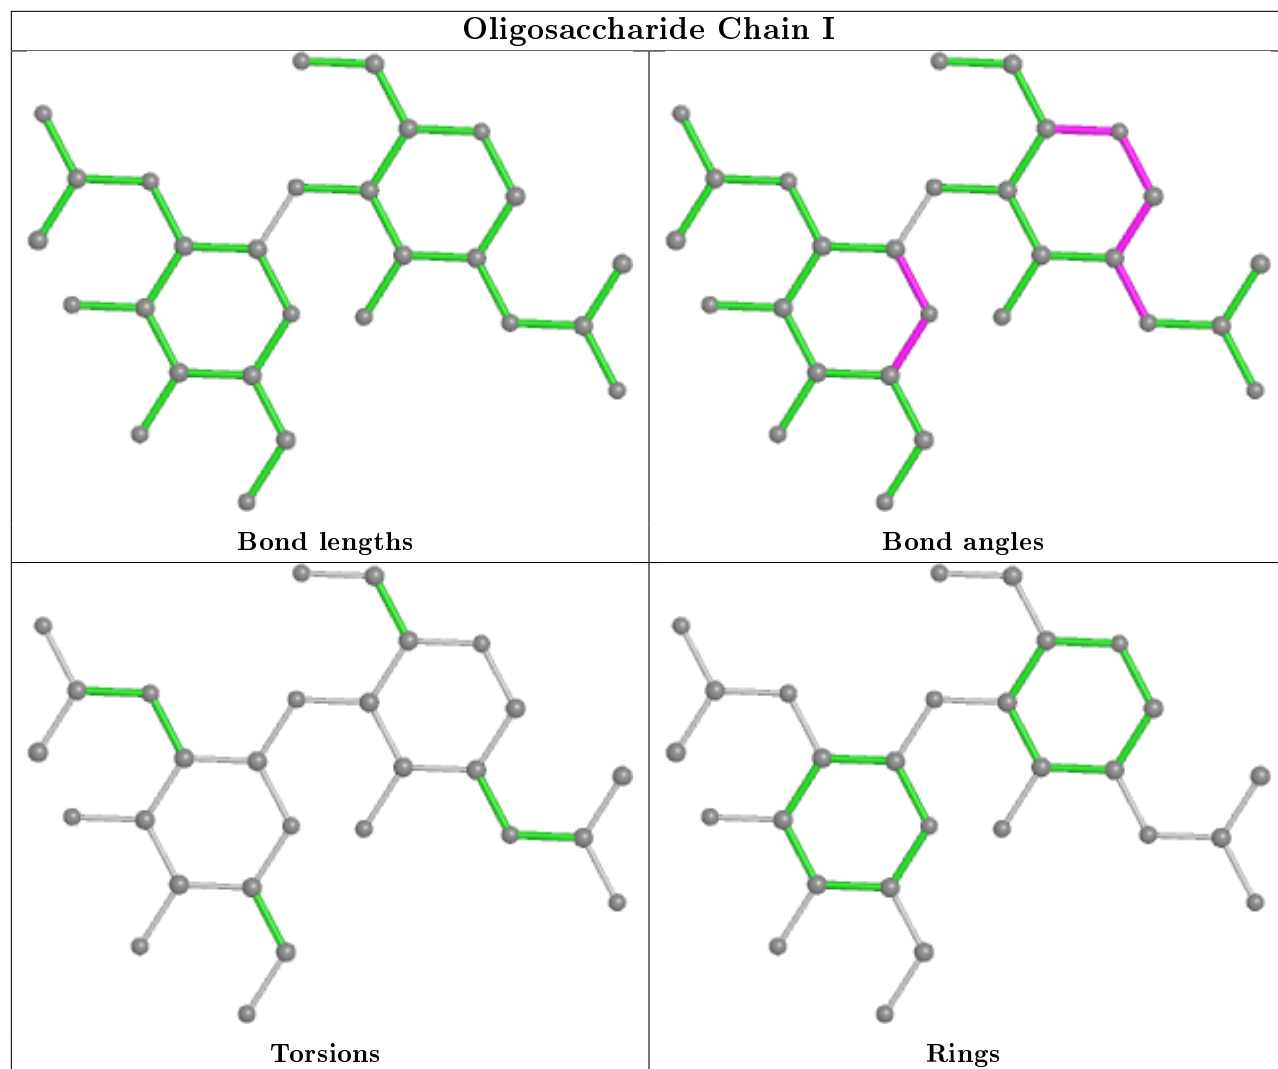 Oligosaccharide Chain I
Bond lengths
Bond angles
Torsions
Rings